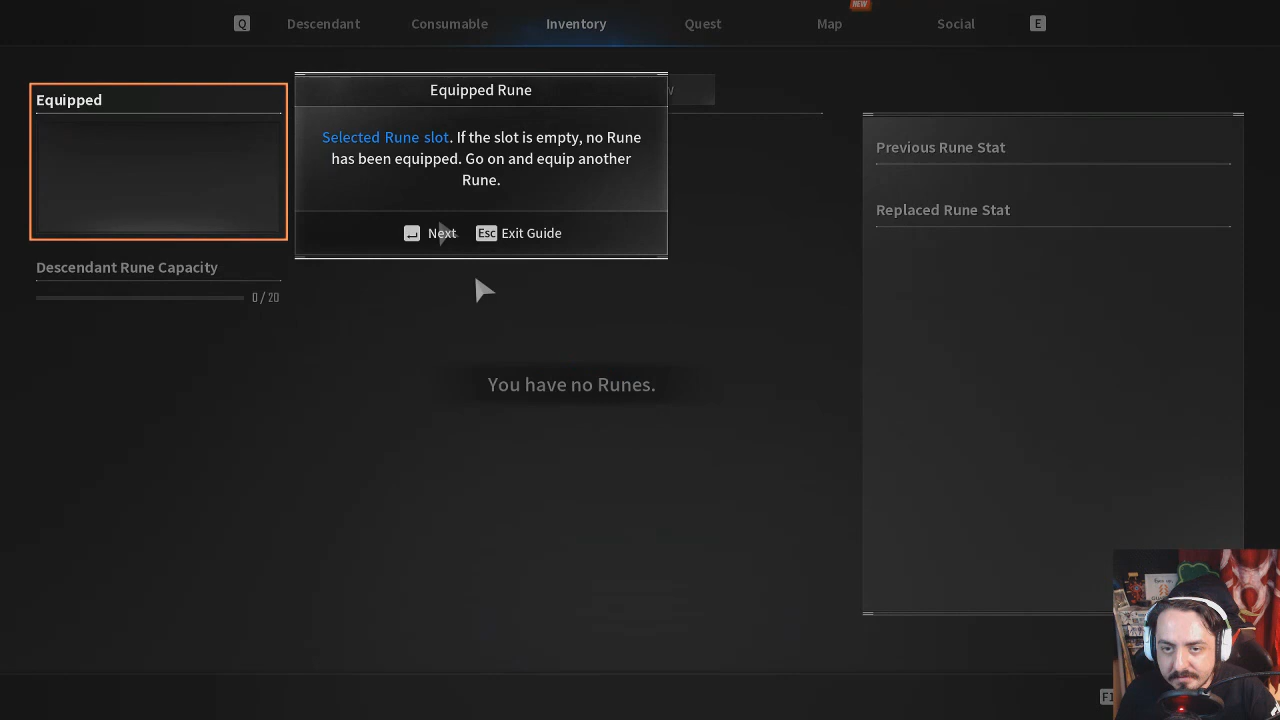 Q Descendant Consumable Inventory Quest Map NEW Social E
Equipped
Equipped Rune
Selected Rune slot. If the slot is empty, no Rune
has been equipped. Go on and equip another
Rune.
Next Esc Exit Guide
Previous Rune Stat
Replaced Rune Stat
Descendant Rune Capacity
0 / 20
You have no Runes.